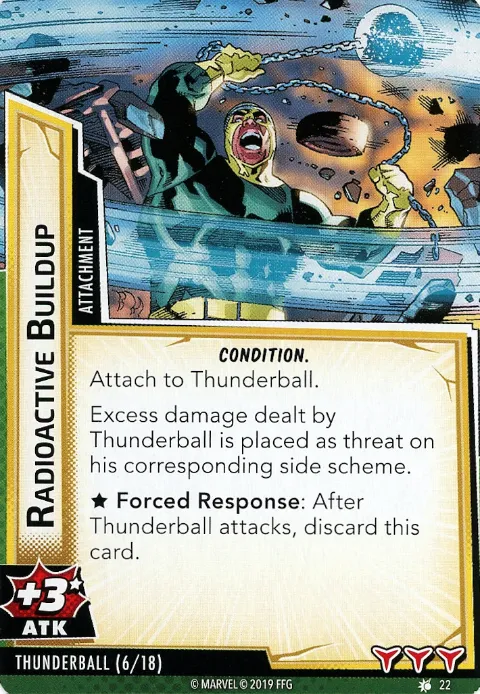 ATTACHMENT
RADIOACTIVE BUILDUP
CONDITION.
Attach to Thunderball.
Excess damage dealt by
Thunderball is placed as threat on
his corresponding side scheme.
★ Forced Response: After
Thunderball attacks, discard this
card.
+3★
ATK
THUNDERBALL (6/18)
© MARVEL © 2019 FFG
22